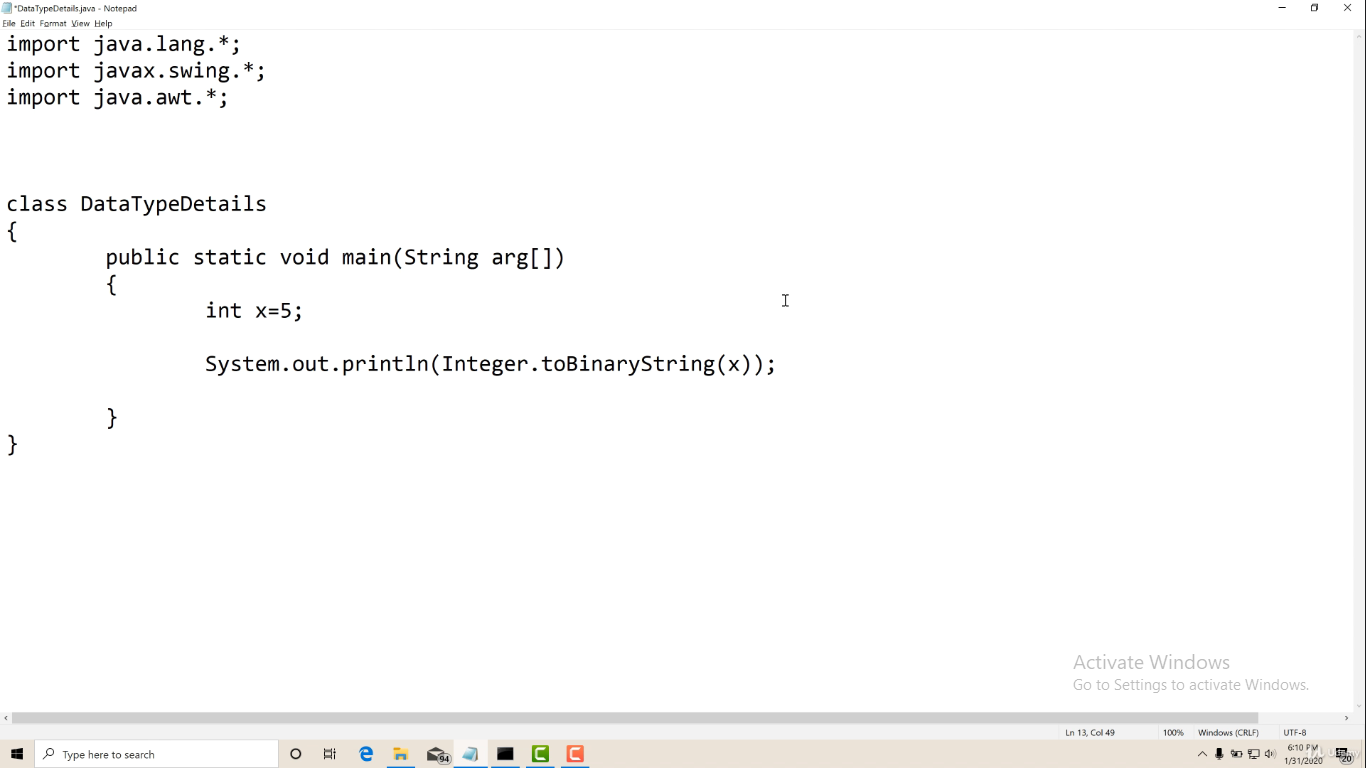 *DataTypeDetails.java - Notepad
File Edit Format View Help
import java.lang.*;
import javax.swing.*;
import java.awt.*;
class DataTypeDetails
{
public static void main(String arg[])
{
int x=5;
System.out.println(Integer.toBinaryString(x));
}
}
Activate Windows
Go to Settings to activate Windows.
Ln 13, Col 49 100% Windows (CRLF) UTF-8
Type here to search 94 6:10 PM
1/31/2020 20